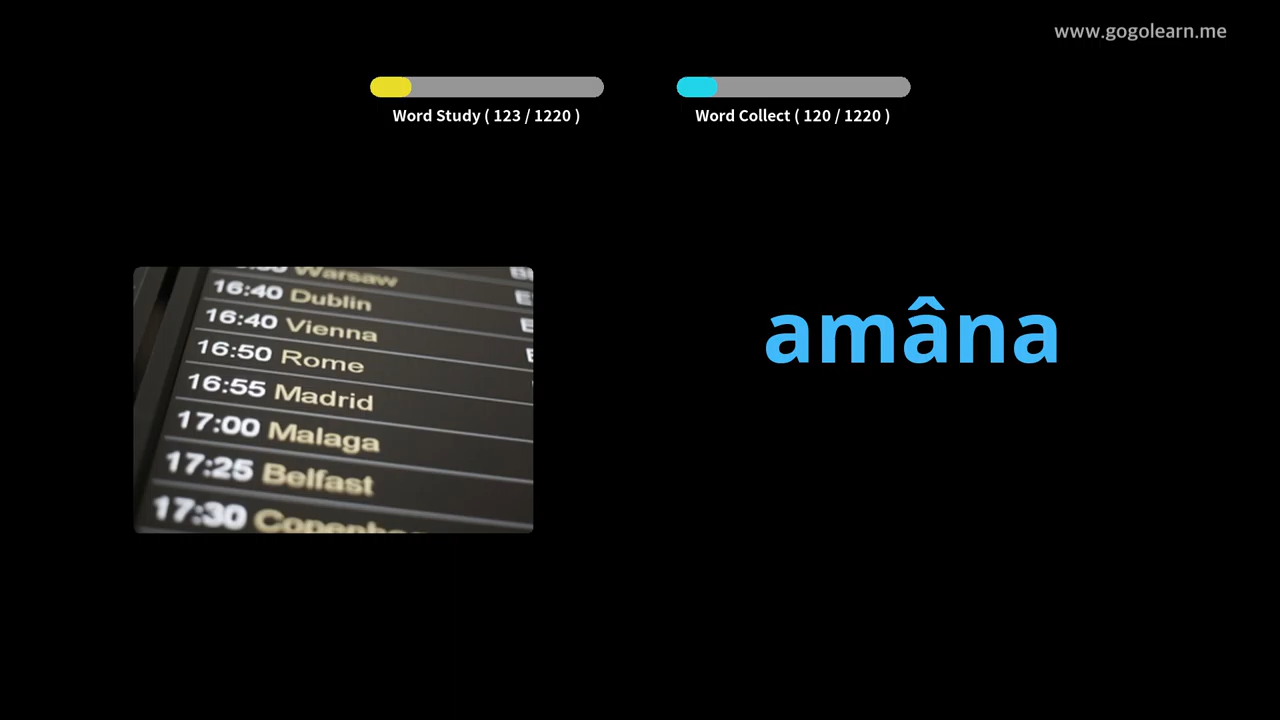 www.gogolearn.me
Word Study ( 123 / 1220 )
Word Collect ( 120 / 1220 )
Warsaw
16:40 Dublin
16:40 Vienna
16:50 Rome
16:55 Madrid
17:00 Malaga
17:25 Belfast
17:30
amâna